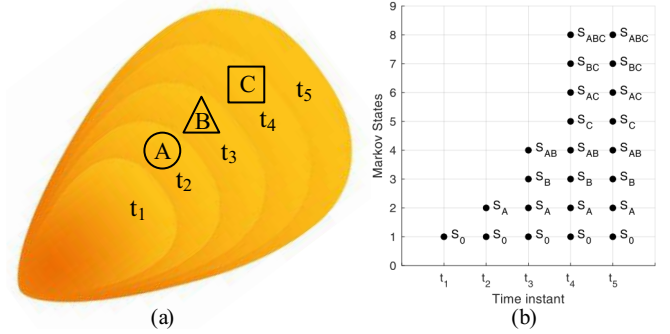 A
B
C
t1
t2
t3
t4
t5
(a)
Markov States
9
8
7
6
5
4
3
2
1
0
S0
SA
S0
SAB
SB
SA
S0
SABC
SBC
SAC
SC
SAB
SB
SA
S0
SABC
SBC
SAC
SC
SAB
SB
SA
S0
t1 t2 t3 t4 t5
Time instant
(b)